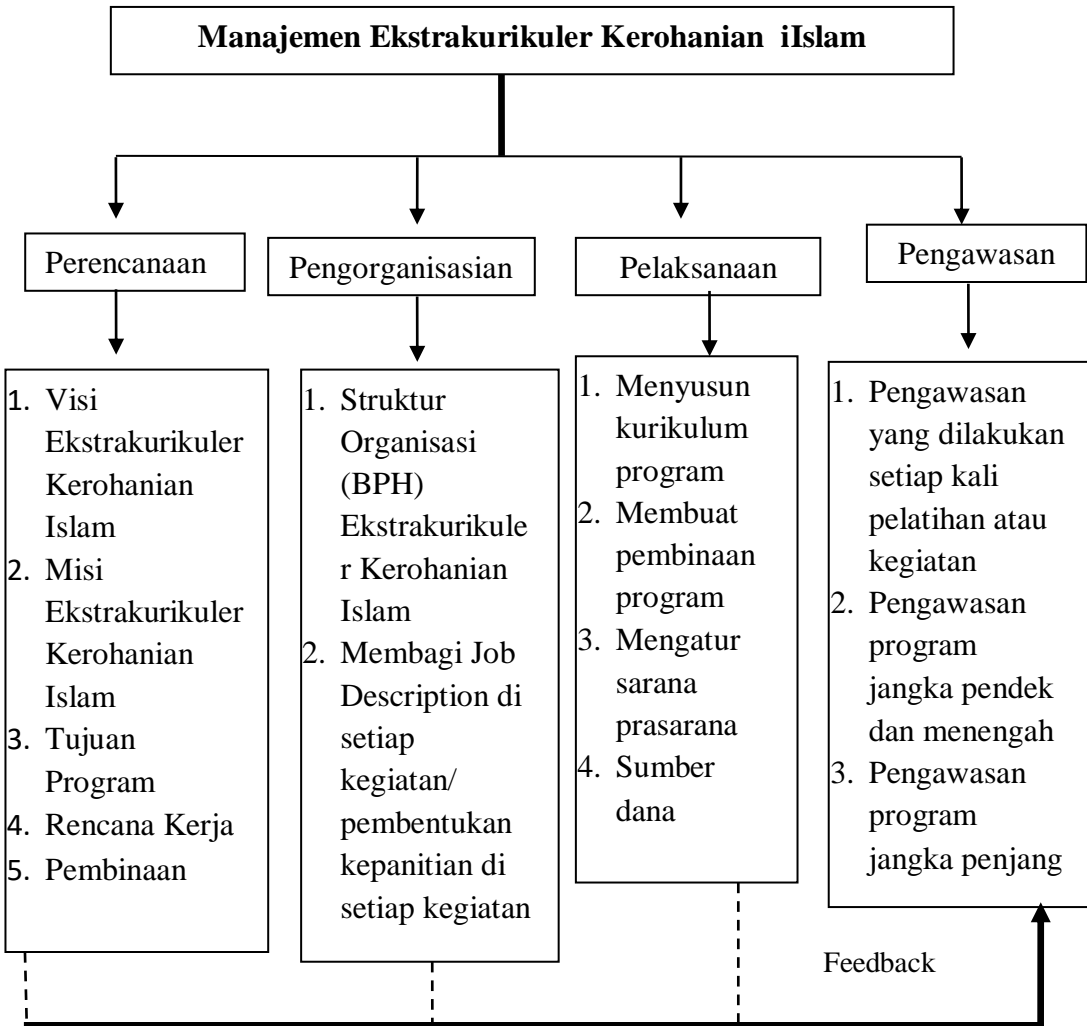 Manajemen Ekstrakurikuler Kerohanian iIslam
Perencanaan
Pengorganisasian
Pelaksanaan
Pengawasan
1. Visi
Ekstrakurikuler
Kerohanian
Islam
2. Misi
Ekstrakurikuler
Kerohanian
Islam
3. Tujuan
Program
4. Rencana Kerja
5. Pembinaan
1. Struktur
Organisasi
(BPH)
Ekstrakurikule
r Kerohanian
Islam
2. Membagi Job
Description di
setiap
kegiatan/
pembentukan
kepanitian di
setiap kegiatan
1. Menyusun
kurikulum
program
2. Membuat
pembinaan
program
3. Mengatur
sarana
prasarana
4. Sumber
dana
1. Pengawasan
yang dilakukan
setiap kali
pelatihan atau
kegiatan
2. Pengawasan
program
jangka pendek
dan menengah
3. Pengawasan
program
jangka penjang
Feedback